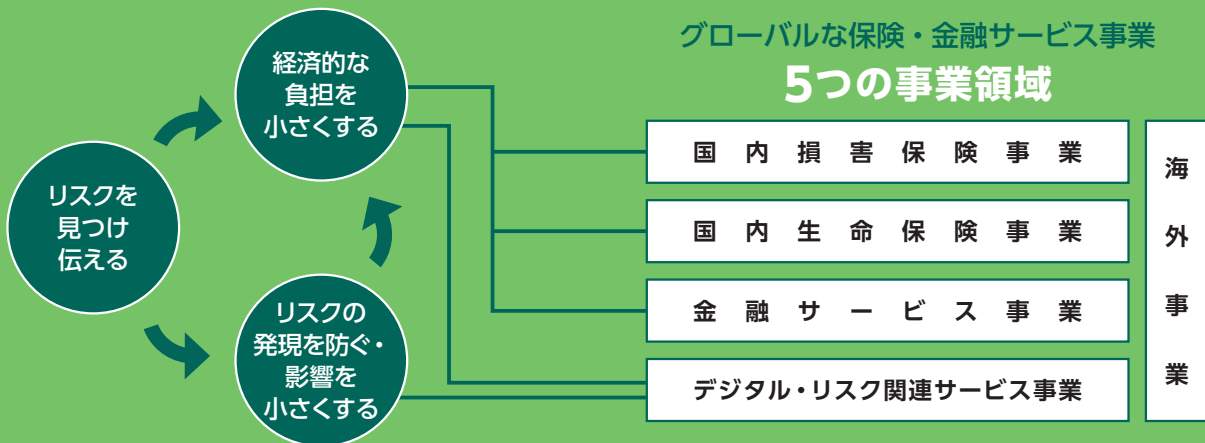 リスクを
見つけ
伝える
経済的な
負担を
小さくする
リスクの
発現を防ぐ・
影響を
小さくする
グローバルな保険・金融サービス事業
5つの事業領域
国内損害保険事業
国内生命保険事業
金融サービス事業
デジタル・リスク関連サービス事業
海外事業